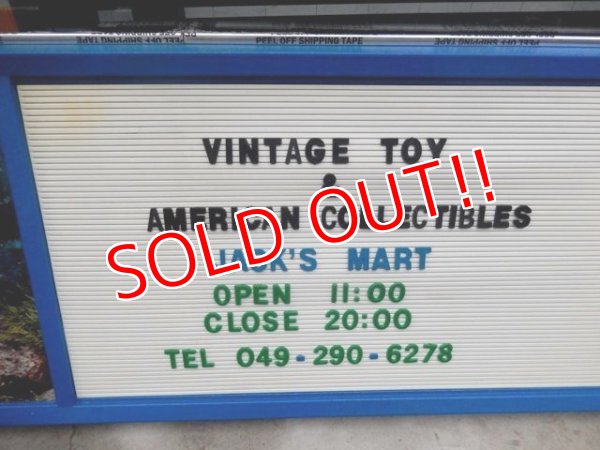 PEEL OFF SHIPPING TAPE
VINTAGE TOY
&
AMERICAN COLLECTIBLES
JACK'S MART
OPEN 11:00
CLOSE 20:00
TEL 049-290-6278
SOLD OUT!!